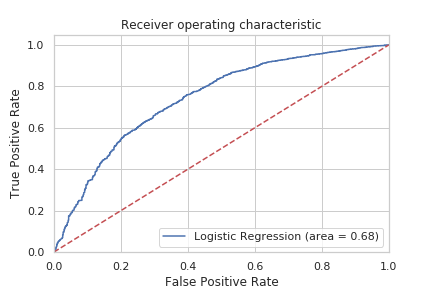 Receiver operating characteristic
1.0
0.8
0.6
0.4
0.2
0.0
True Positive Rate
Logistic Regression (area = 0.68)
0.0 0.2 0.4 0.6 0.8 1.0
False Positive Rate